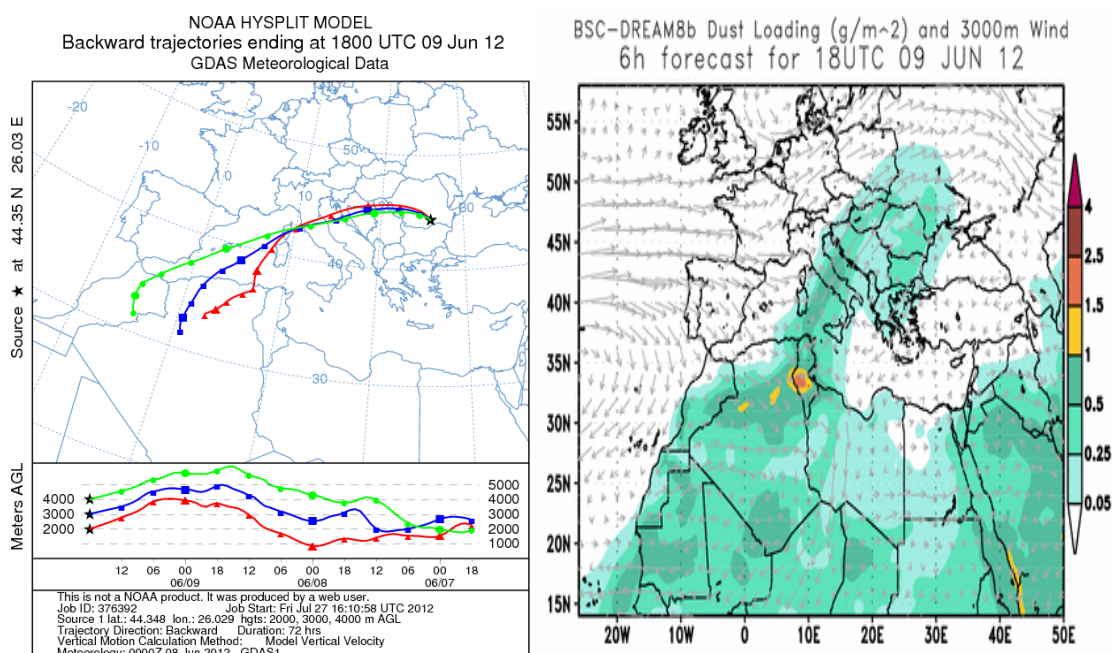 NOAA HYSPLIT MODEL
Backward trajectories ending at 1800 UTC 09 Jun 12
GDAS Meteorological Data
Source ★ at 44.35 N 26.03 E
-20
-10
50
0
10
30
40
30
Meters AGL
4000
3000
2000
5000
4000
3000
2000
1000
12 06 00 18 12 06 00 18 12 06 00 18
06/09 06/08 06/07
This is not a NOAA product. It was produced by a web user.
Job ID: 376392 Job Start: Fri Jul 27 16:10:58 UTC 2012
Source 1 lat.: 44.348 lon.: 26.029 hgts: 2000, 3000, 4000 m AGL
Trajectory Direction: Backward Duration: 72 hrs
Vertical Motion Calculation Method: Model Vertical Velocity
Meteorology: 0000Z 08 Jun 2012 - GDAS1
BSC-DREAM8b Dust Loading (g/m^2) and 3000m Wind
6h forecast for 18UTC 09 JUN 12
55N
50N
45N
40N
35N
30N
25N
20N
15N
20W 10W 0 10E 20E 30E 40E 50E
4
2.5
1.5
1
0.5
0.25
0.05